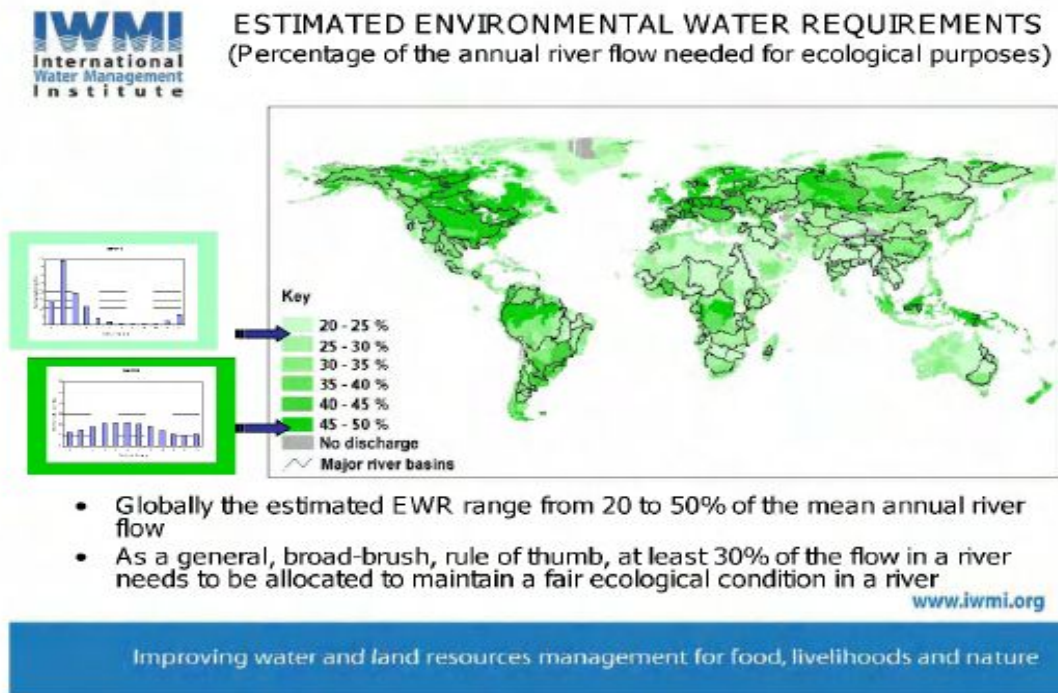 IWMI
International
Water Management
Institute
ESTIMATED ENVIRONMENTAL WATER REQUIREMENTS
(Percentage of the annual river flow needed for ecological purposes)
Key
20 - 25 %
25 - 30 %
30 - 35 %
35 - 40 %
40 - 45 %
45 - 50 %
No discharge
Major river basins
• Globally the estimated EWR range from 20 to 50% of the mean annual river
flow
• As a general, broad-brush, rule of thumb, at least 30% of the flow in a river
needs to be allocated to maintain a fair ecological condition in a river
www.iwmi.org
Improving water and land resources management for food, livelihoods and nature